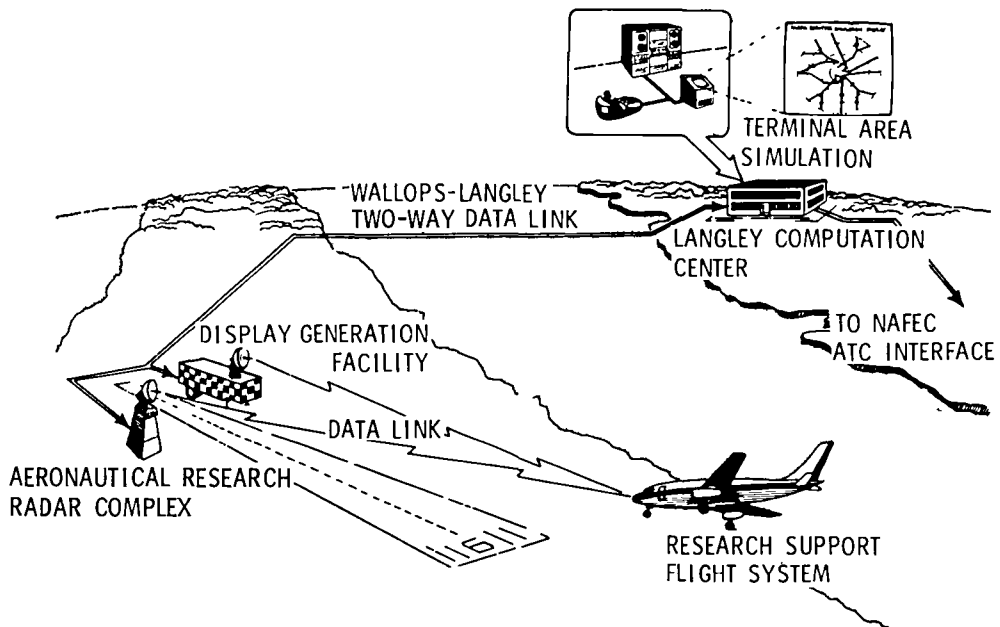 TERMINAL AREA
SIMULATION
WALLOPS-LANGLEY
TWO-WAY DATA LINK
LANGLEY COMPUTATION
CENTER
TO NAFEC
ATC INTERFACE
DISPLAY GENERATION
FACILITY
DATA LINK
AERONAUTICAL RESEARCH
RADAR COMPLEX
6
RESEARCH SUPPORT
FLIGHT SYSTEM